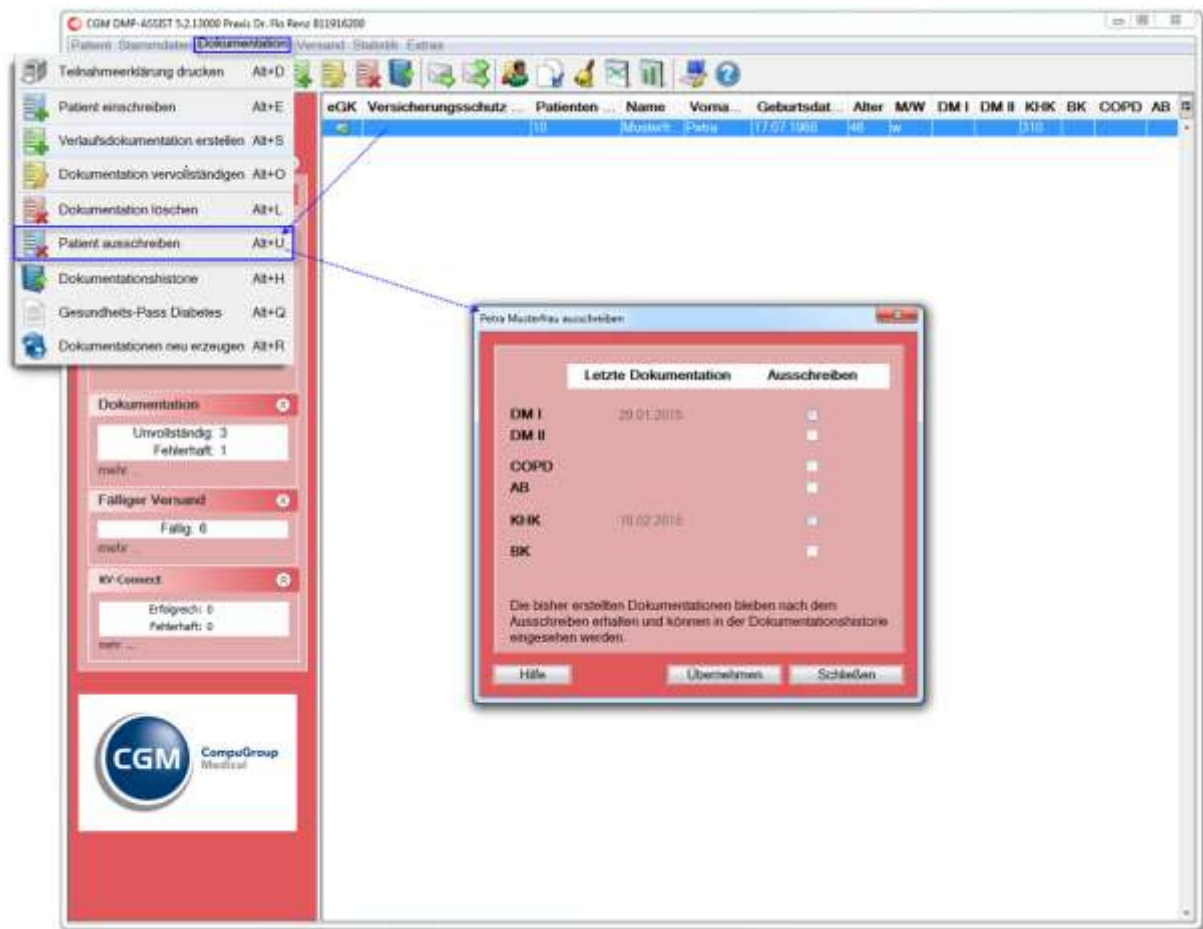 CGM DMP-ASSIST 5.2.13000 Praxis Dr. Flo Renz 811916200
Patient Stammdaten Dokumentation Versand Statistik Extras
Teilnahmeerklärung drucken Alt+D
Patient einschreiben Alt+E
Verlaufsdokumentation erstellen Alt+S
Dokumentation vervollständigen Alt+O
Dokumentation löschen Alt+L
Patient ausschreiben Alt+U
Dokumentationshistorie Alt+H
Gesundheits-Pass Diabetes Alt+Q
Dokumentationen neu erzeugen Alt+R
eGK Versicherungsschutz ... Patienten ... Name Vorna... Geburtsdat... Alter M/W DM I DM II KHK BK COPD AB
10 Musterfr... Petra 17.07.1968 46 w 310
Dokumentation
Unvollständig: 3
Fehlerhaft: 1
mehr ...
Fälliger Versand
Fällig: 6
mehr ...
KV-Connect
Erfolgreich: 0
Fehlerhaft: 0
mehr ...
CGM CompuGroup
Medical
Petra Musterfrau ausschreiben
Letzte Dokumentation Ausschreiben
DM I 20.01.2015
DM II
COPD
AB
KHK 10.02.2015
BK
Die bisher erstellten Dokumentationen bleiben nach dem
Ausschreiben erhalten und können in der Dokumentationshistorie
eingesehen werden.
Hilfe Übernehmen Schließen